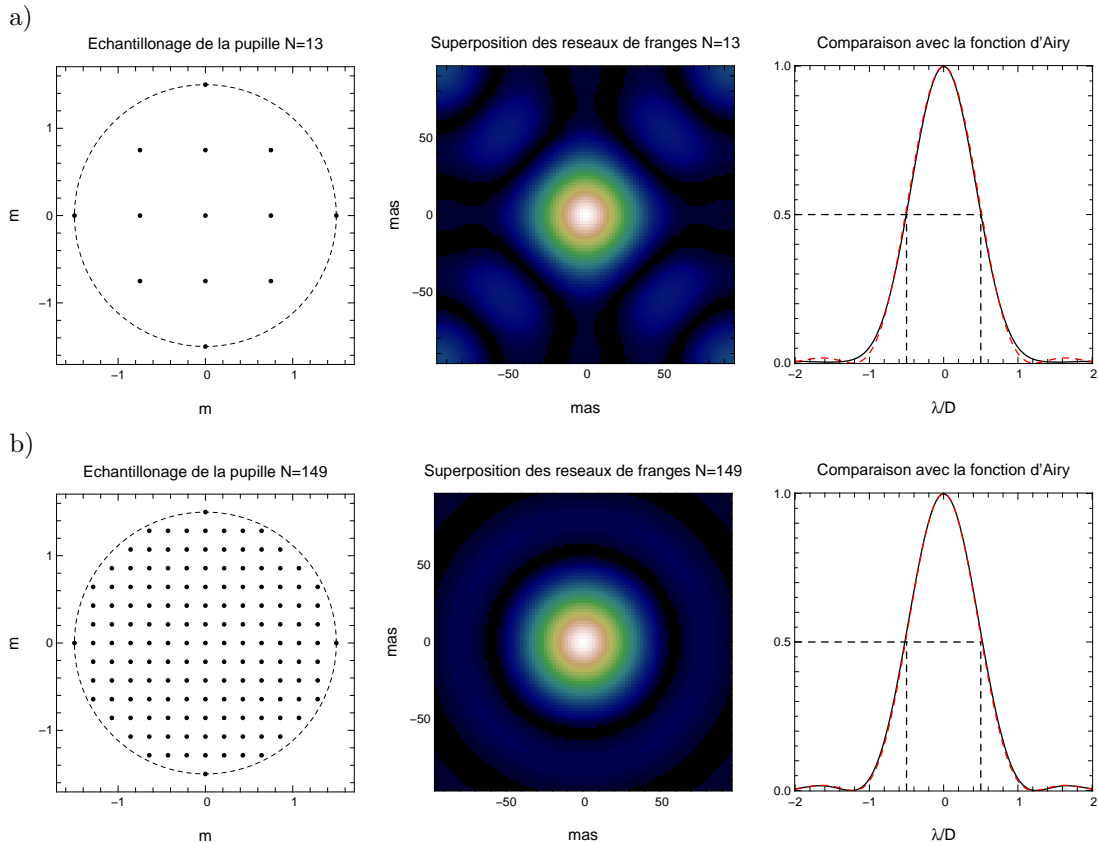 a)
Echantillonage de la pupille N=13
Superposition des reseaux de franges N=13
Comparaison avec la fonction d'Airy
1
0
−1
m
−1
0
1
m
50
0
−50
mas
−50
0
50
mas
1.0
0.5
0.0
−2
−1
0
1
2
λ/D
b)
Echantillonage de la pupille N=149
Superposition des reseaux de franges N=149
Comparaison avec la fonction d'Airy
1
0
−1
m
−1
0
1
m
50
0
−50
mas
−50
0
50
mas
1.0
0.5
0.0
−2
−1
0
1
2
λ/D